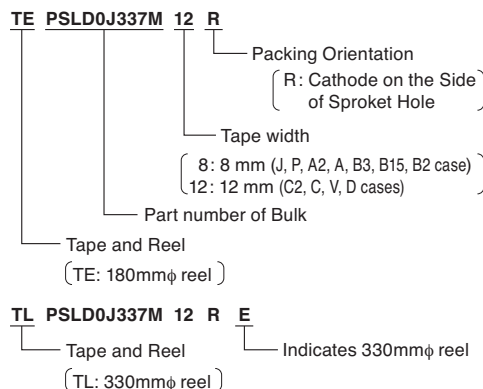 TE PSLD0J337M 12 R
Packing Orientation
(R: Cathode on the Side
of Sproket Hole)
Tape width
(8: 8 mm (J, P, A2, A, B3, B15, B2 case)
12: 12 mm (C2, C, V, D cases))
Part number of Bulk
Tape and Reel
(TE: 180mmϕ reel)
TL PSLD0J337M 12 R E
Tape and Reel
Indicates 330mmϕ reel
(TL: 330mmϕ reel)